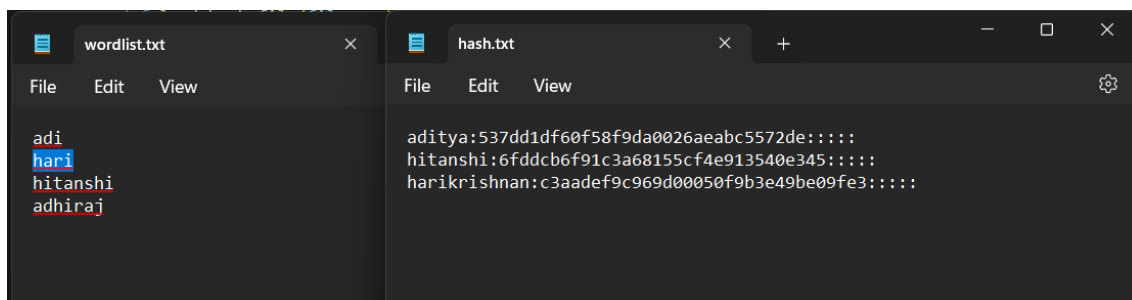 wordlist.txt
File Edit View
adi
hari
hitanshi
adhiraj
hash.txt
File Edit View
aditya:537dd1df60f58f9da0026aeabc5572de:::::
hitanshi:6fddcb6f91c3a68155cf4e913540e345:::::
harikrishnan:c3aadef9c969d00050f9b3e49be09fe3:::::